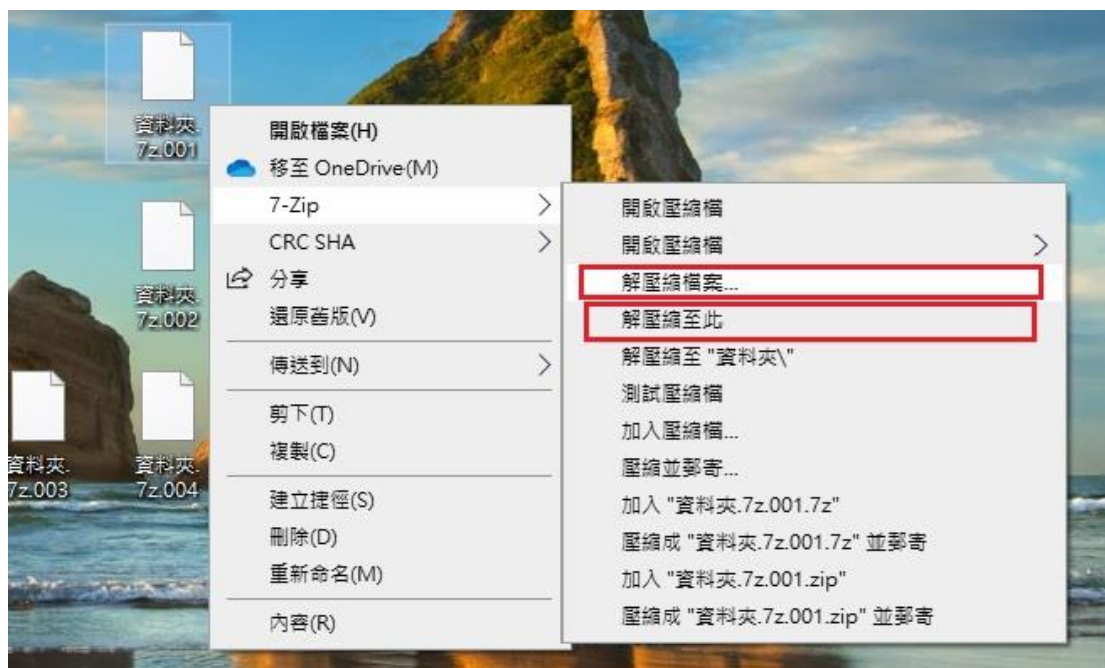 資料夾.
7z.001
資料夾.
7z.002
資料夾.
7z.003
資料夾.
7z.004
開啟檔案(H)
移至 OneDrive(M)
7-Zip
CRC SHA
分享
還原舊版(V)
傳送到(N)
剪下(T)
複製(C)
建立捷徑(S)
刪除(D)
重新命名(M)
內容(R)
開啟壓縮檔
開啟壓縮檔
解壓縮檔案...
解壓縮至此
解壓縮至 "資料夾\"
測試壓縮檔
加入壓縮檔...
壓縮並郵寄...
加入 "資料夾.7z.001.7z"
壓縮成 "資料夾.7z.001.7z" 並郵寄
加入 "資料夾.7z.001.zip"
壓縮成 "資料夾.7z.001.zip" 並郵寄